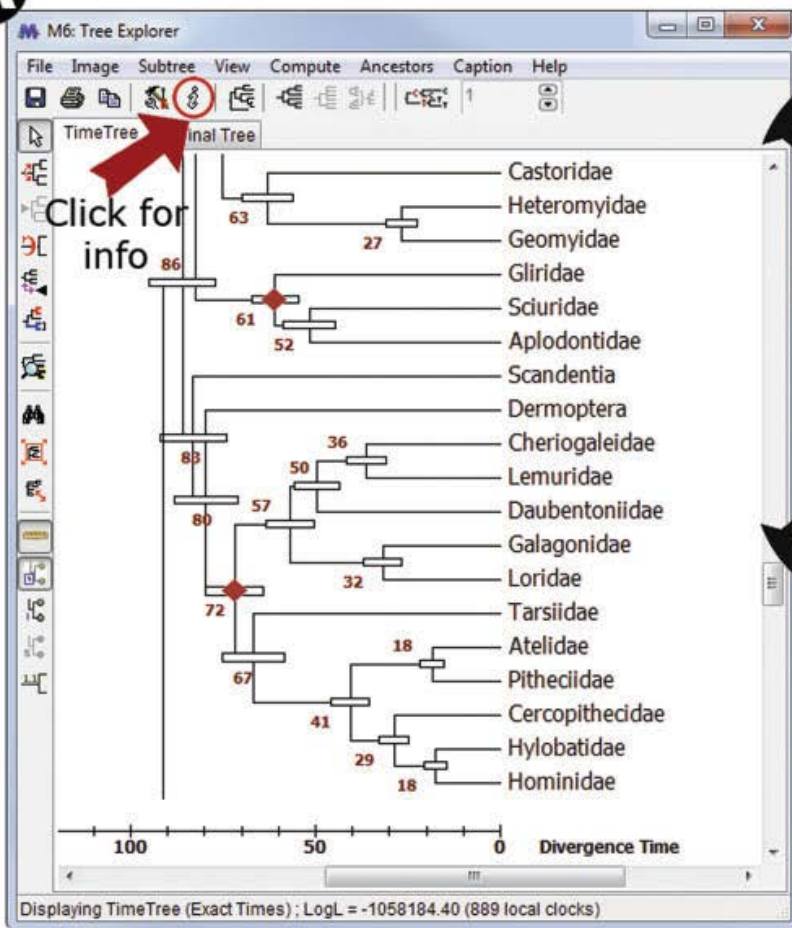 M6: Tree Explorer
File Image Subtree View Compute Ancestors Caption Help
1
TimeTree inal Tree
Click for
info
Castoridae
63
Heteromyidae
27
Geomyidae
86
Gliridae
61
Sciuridae
52
Aplodontidae
Scandentia
Dermoptera
83
36
Cheriogaleidae
50
Lemuridae
80
57
Daubentoniidae
Galagonidae
32
Loridae
72
Tarsiidae
18
Atelidae
67
Pitheciidae
41
Cercopithecidae
29
Hylobatidae
18
Hominidae
100 50 0 Divergence Time
Displaying TimeTree (Exact Times) ; LogL = -1058184.40 (889 local clocks)